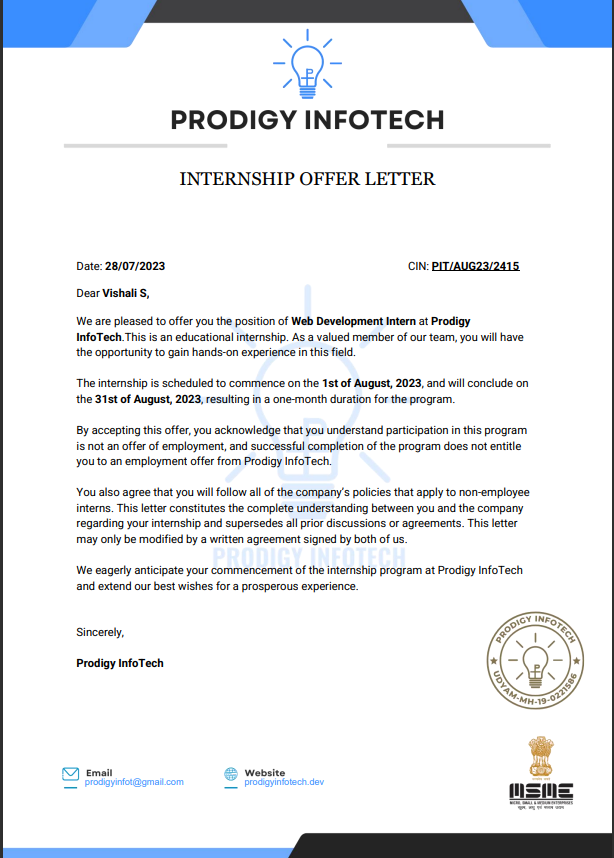 PRODIGY INFOTECH
INTERNSHIP OFFER LETTER
Date: 28/07/2023 CIN: PIT/AUG23/2415
Dear Vishali S,
We are pleased to offer you the position of Web Development Intern at Prodigy
InfoTech.This is an educational internship. As a valued member of our team, you will have
the opportunity to gain hands-on experience in this field.
The internship is scheduled to commence on the 1st of August, 2023, and will conclude on
the 31st of August, 2023, resulting in a one-month duration for the program.
By accepting this offer, you acknowledge that you understand participation in this program
is not an offer of employment, and successful completion of the program does not entitle
you to an employment offer from Prodigy InfoTech.
You also agree that you will follow all of the company's policies that apply to non-employee
interns. This letter constitutes the complete understanding between you and the company
regarding your internship and supersedes all prior discussions or agreements. This letter
may only be modified by a written agreement signed by both of us.
PRODIGY INFOTECH
We eagerly anticipate your commencement of the internship program at Prodigy InfoTech
and extend our best wishes for a prosperous experience.
Sincerely,
Prodigy InfoTech
PRODIGY INFOTECH
UDYAM-MH-19-0221586
Email
prodigyinfot@gmail.com
Website
prodigyinfotech.dev
MSME
MICRO, SMALL & MEDIUM ENTERPRISES
सूक्ष्म, लघु एवं मध्यम उद्यम